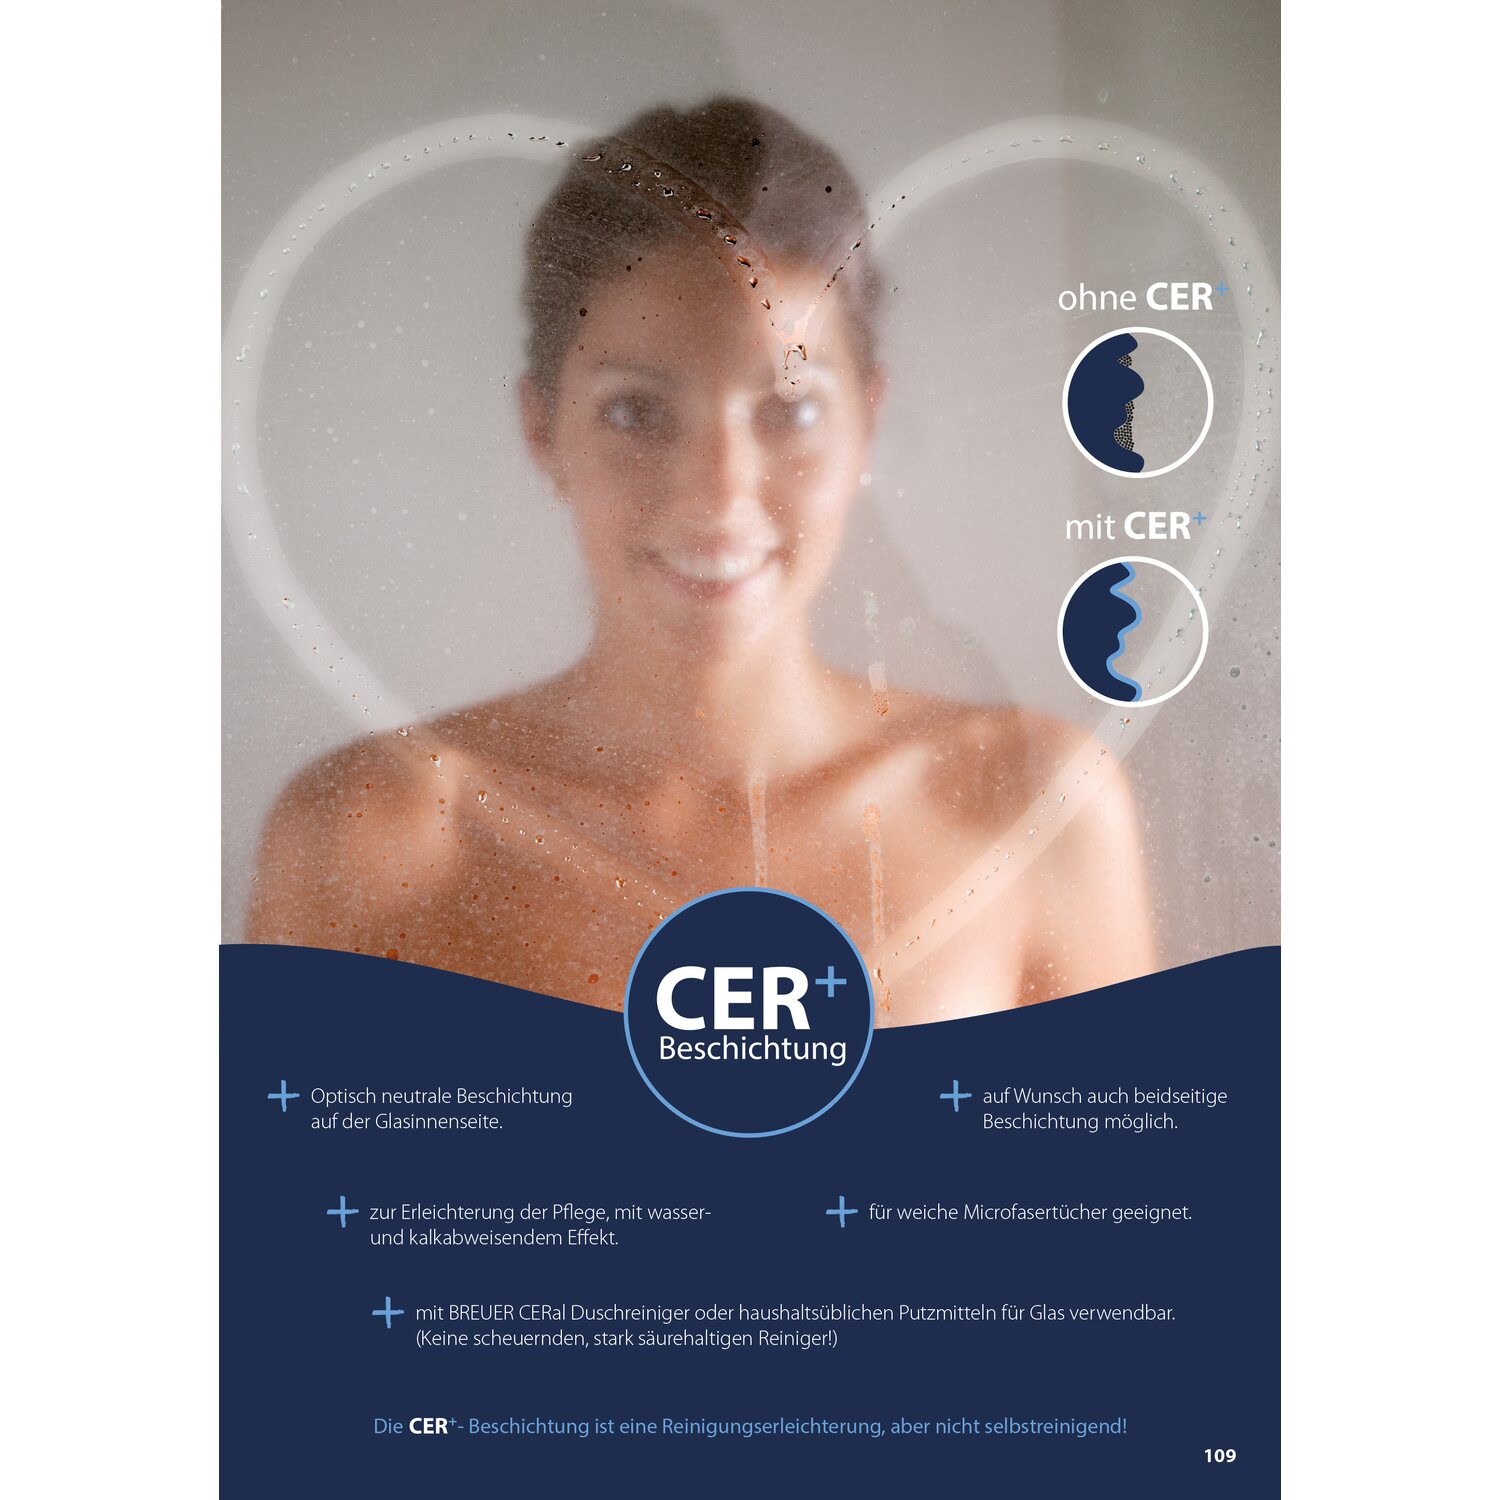 ohne CER+
mit CER+
CER+
Beschichtung
Optisch neutrale Beschichtung
auf der Glasinnenseite.
auf Wunsch auch beidseitige
Beschichtung möglich.
zur Erleichterung der Pflege, mit wasser-
und kalkabweisendem Effekt.
für weiche Microfasertücher geeignet.
mit BREUER CERal Duschreiniger oder haushaltsüblichen Putzmitteln für Glas verwendbar.
(Keine scheuernden, stark säurehaltigen Reiniger!)
Die CER+- Beschichtung ist eine Reinigungserleichterung, aber nicht selbstreinigend!
109